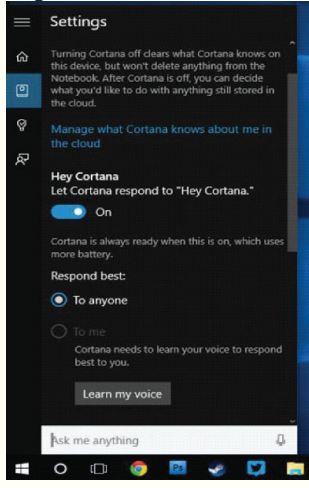 Settings
Turning Cortana off clears what Cortana knows on
this device, but won't delete anything from the
Notebook. After Cortana is off, you can decide
what you'd like to do with anything still stored in
the cloud.
Manage what Cortana knows about me in
the cloud
Hey Cortana
Let Cortana respond to "Hey Cortana."
On
Cortana is always ready when this is on, which uses
more battery.
Respond best:
To anyone
To me
Cortana needs to learn your voice to respond
best to you.
Learn my voice
Ask me anything
Ps